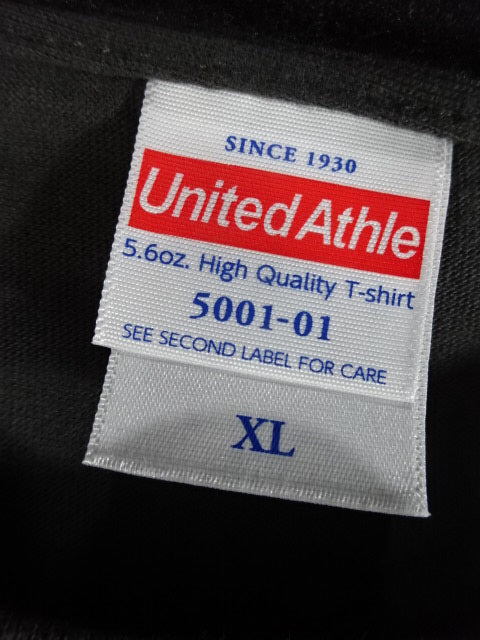 SINCE 1930
United Athle
5.6oz. High Quality T-shirt
5001-01
SEE SECOND LABEL FOR CARE
XL